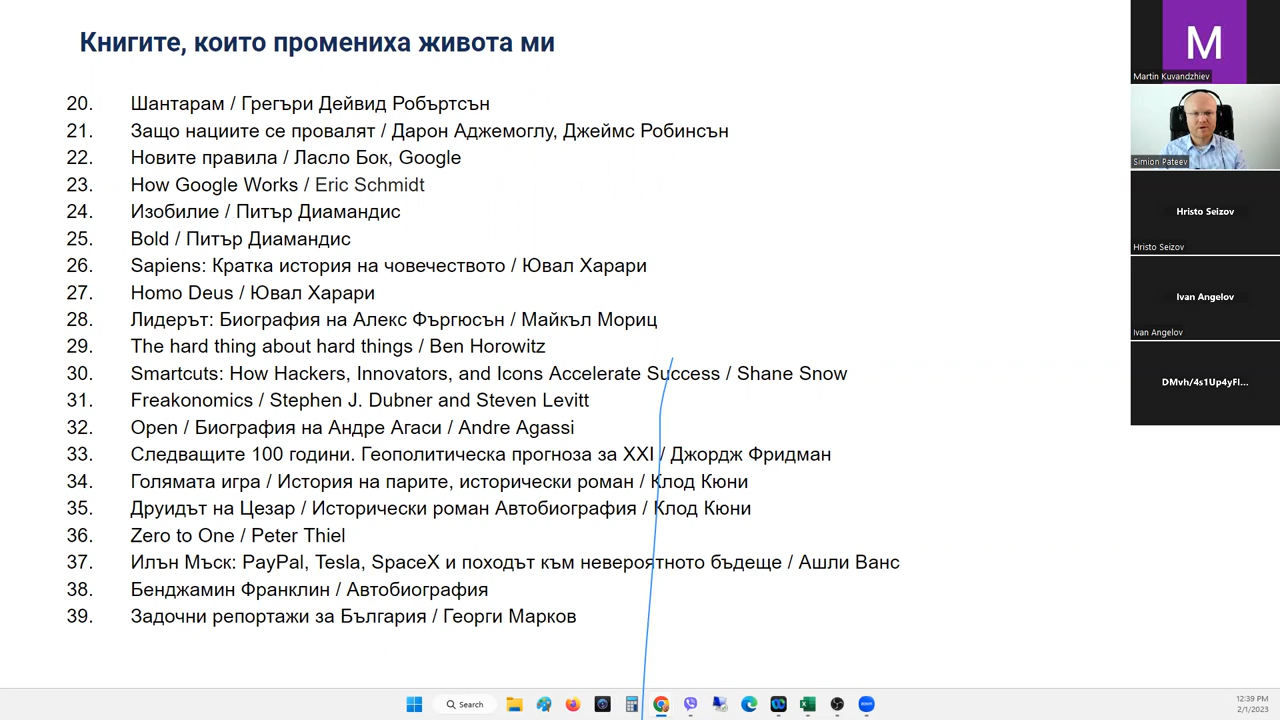 Книгите, които промениха живота ми
20. Шантарам / Грегъри Дейвид Робъртсън
21. Защо нациите се провалят / Дарон Аджемоглу, Джеймс Робинсън
22. Новите правила / Ласло Бок, Google
23. How Google Works / Eric Schmidt
24. Изобилие / Питър Диамандис
25. Bold / Питър Диамандис
26. Sapiens: Кратка история на човечеството / Ювал Харари
27. Homo Deus / Ювал Харари
28. Лидерът: Биография на Алекс Фъргюсън / Майкъл Мориц
29. The hard thing about hard things / Ben Horowitz
30. Smartcuts: How Hackers, Innovators, and Icons Accelerate Success / Shane Snow
31. Freakonomics / Stephen J. Dubner and Steven Levitt
32. Open / Биография на Андре Агаси / Andre Agassi
33. Следващите 100 години. Геополитическа прогноза за XXI / Джордж Фридман
34. Голямата игра / История на парите, исторически роман / Клод Кюни
35. Друидът на Цезар / Исторически роман Автобиография / Клод Кюни
36. Zero to One / Peter Thiel
37. Илън Мъск: PayPal, Tesla, SpaceX и походът към невероятното бъдеще / Ашли Ванс
38. Бенджамин Франклин / Автобиография
39. Задочни репортажи за България / Георги Марков
M
Martin Kuvandzhiev
Simion Pateev
Hristo Seizov
Hristo Seizov
Ivan Angelov
Ivan Angelov
DMvh/4s1Up4yFl...
Search
12:39 PM
2/1/2023